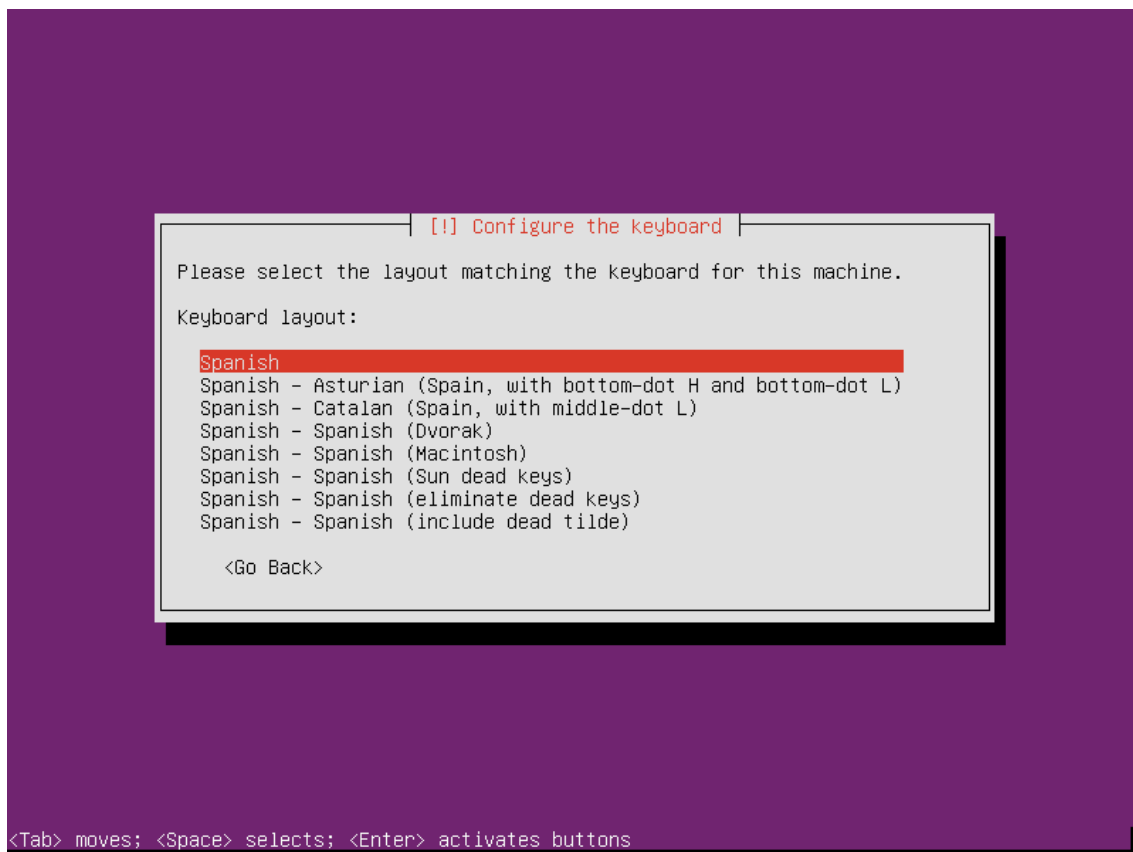 [!] Configure the keyboard
Please select the layout matching the keyboard for this machine.
Keyboard layout:
Spanish
Spanish - Asturian (Spain, with bottom-dot H and bottom-dot L)
Spanish - Catalan (Spain, with middle-dot L)
Spanish - Spanish (Dvorak)
Spanish - Spanish (Macintosh)
Spanish - Spanish (Sun dead keys)
Spanish - Spanish (eliminate dead keys)
Spanish - Spanish (include dead tilde)
<Go Back>
<Tab> moves; <Space> selects; <Enter> activates buttons